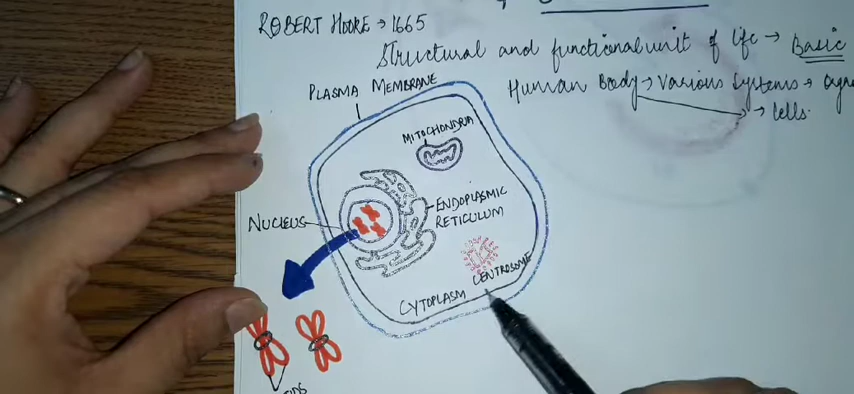 ROBERT HOOKE → 1665
Structural and functional unit of life → Basic
Human Body → Various Systems →
→ Cells.
PLASMA MEMBRANE
MITOCHONDRIA
ENDOPLASMIC
RETICULUM
NUCLEUS
CENTROSOME
CYTOPLASM